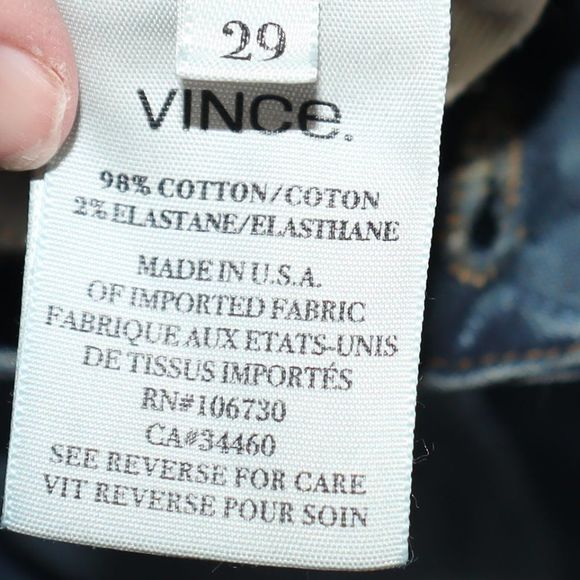 29
VINCe.
98% COTTON/COTON
2% ELASTANE/ELASTHANE
MADE IN U.S.A.
OF IMPORTED FABRIC
FABRIQUE AUX ETATS-UNIS
DE TISSUS IMPORTÉS
RN#106730
CA#34460
SEE REVERSE FOR CARE
VIT REVERSE POUR SOIN